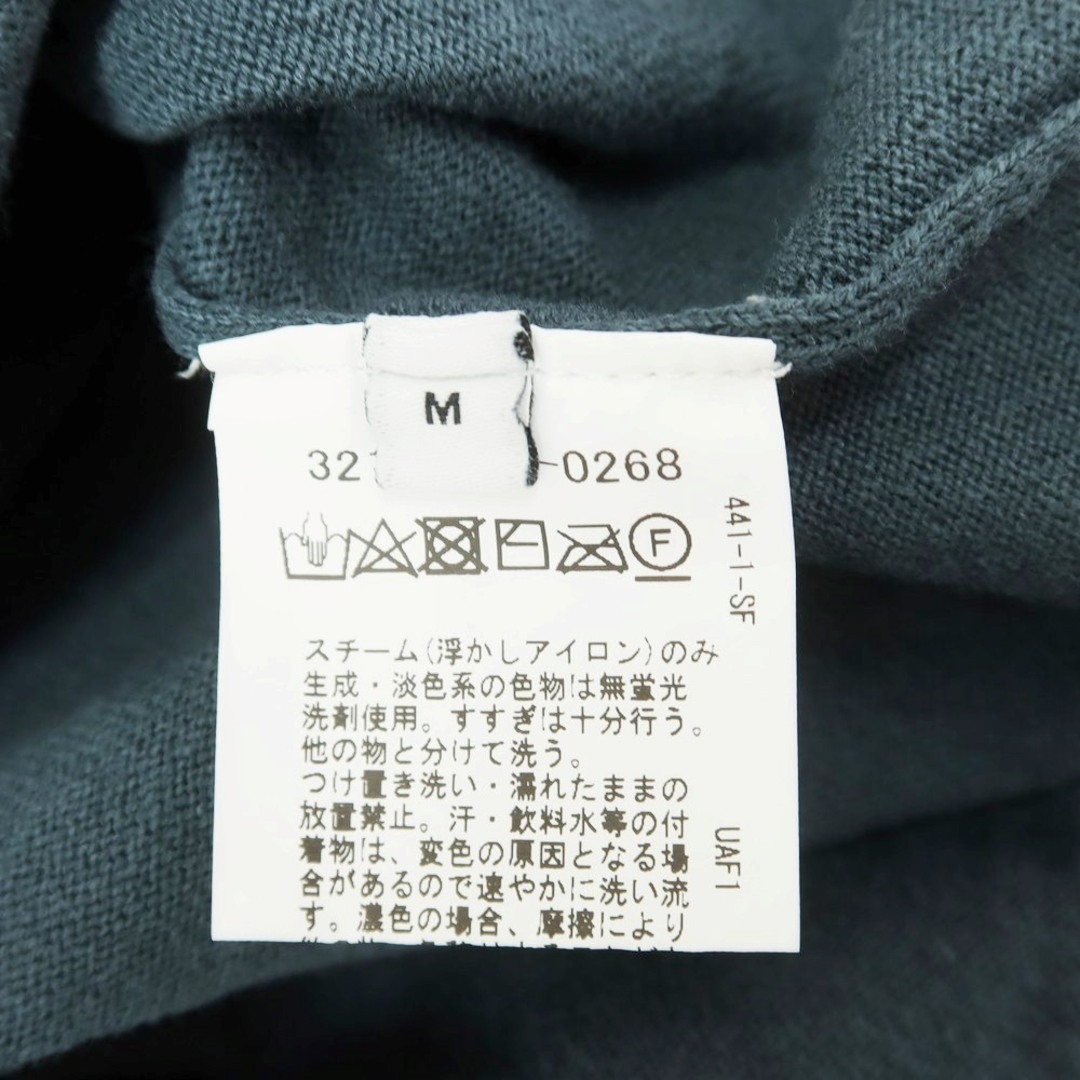 M
32
-0268
F
441-1-SF
スチーム(浮かしアイロン)のみ
生成・淡色系の色物は無蛍光
洗剤使用。すすぎは十分行う。
他の物と分けて洗う。
つけ置き洗い・濡れたままの
放置禁止。汗・飲料水等の付
着物は、変色の原因となる場
合があるので速やかに洗い流
す。濃色の場合、摩擦により
UAF1